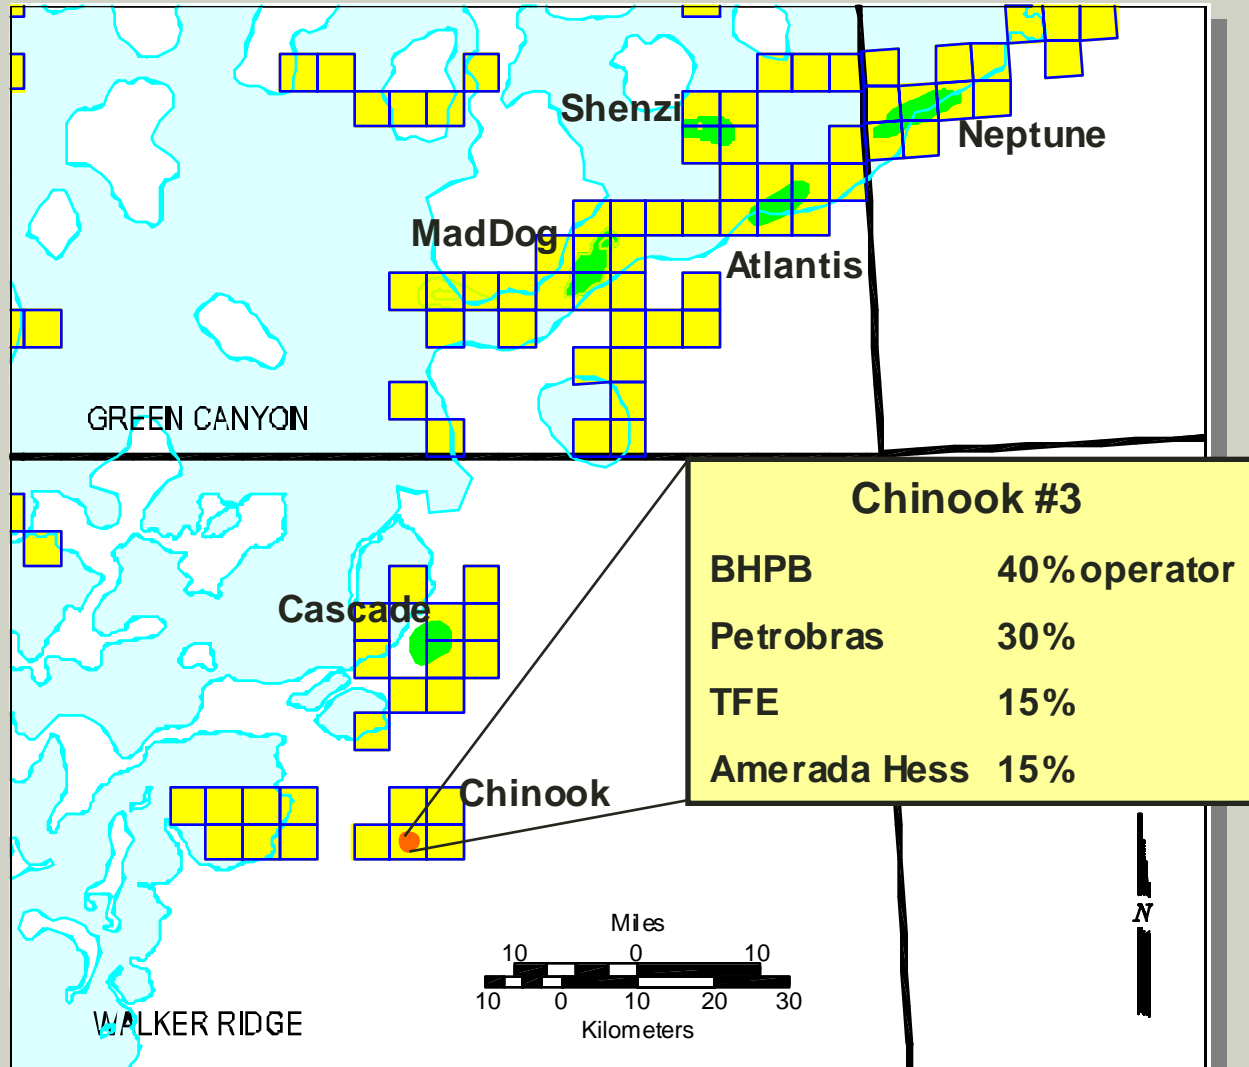 Shenzi
Neptune
MadDog
Atlantis
GREEN CANYON
Chinook #3
BHPB 40% operator
Petrobras 30%
TFE 15%
Amerada Hess 15%
Cascade
Chinook
Miles
10 0 10
10 0 10 20 30
Kilometers
N
WALKER RIDGE